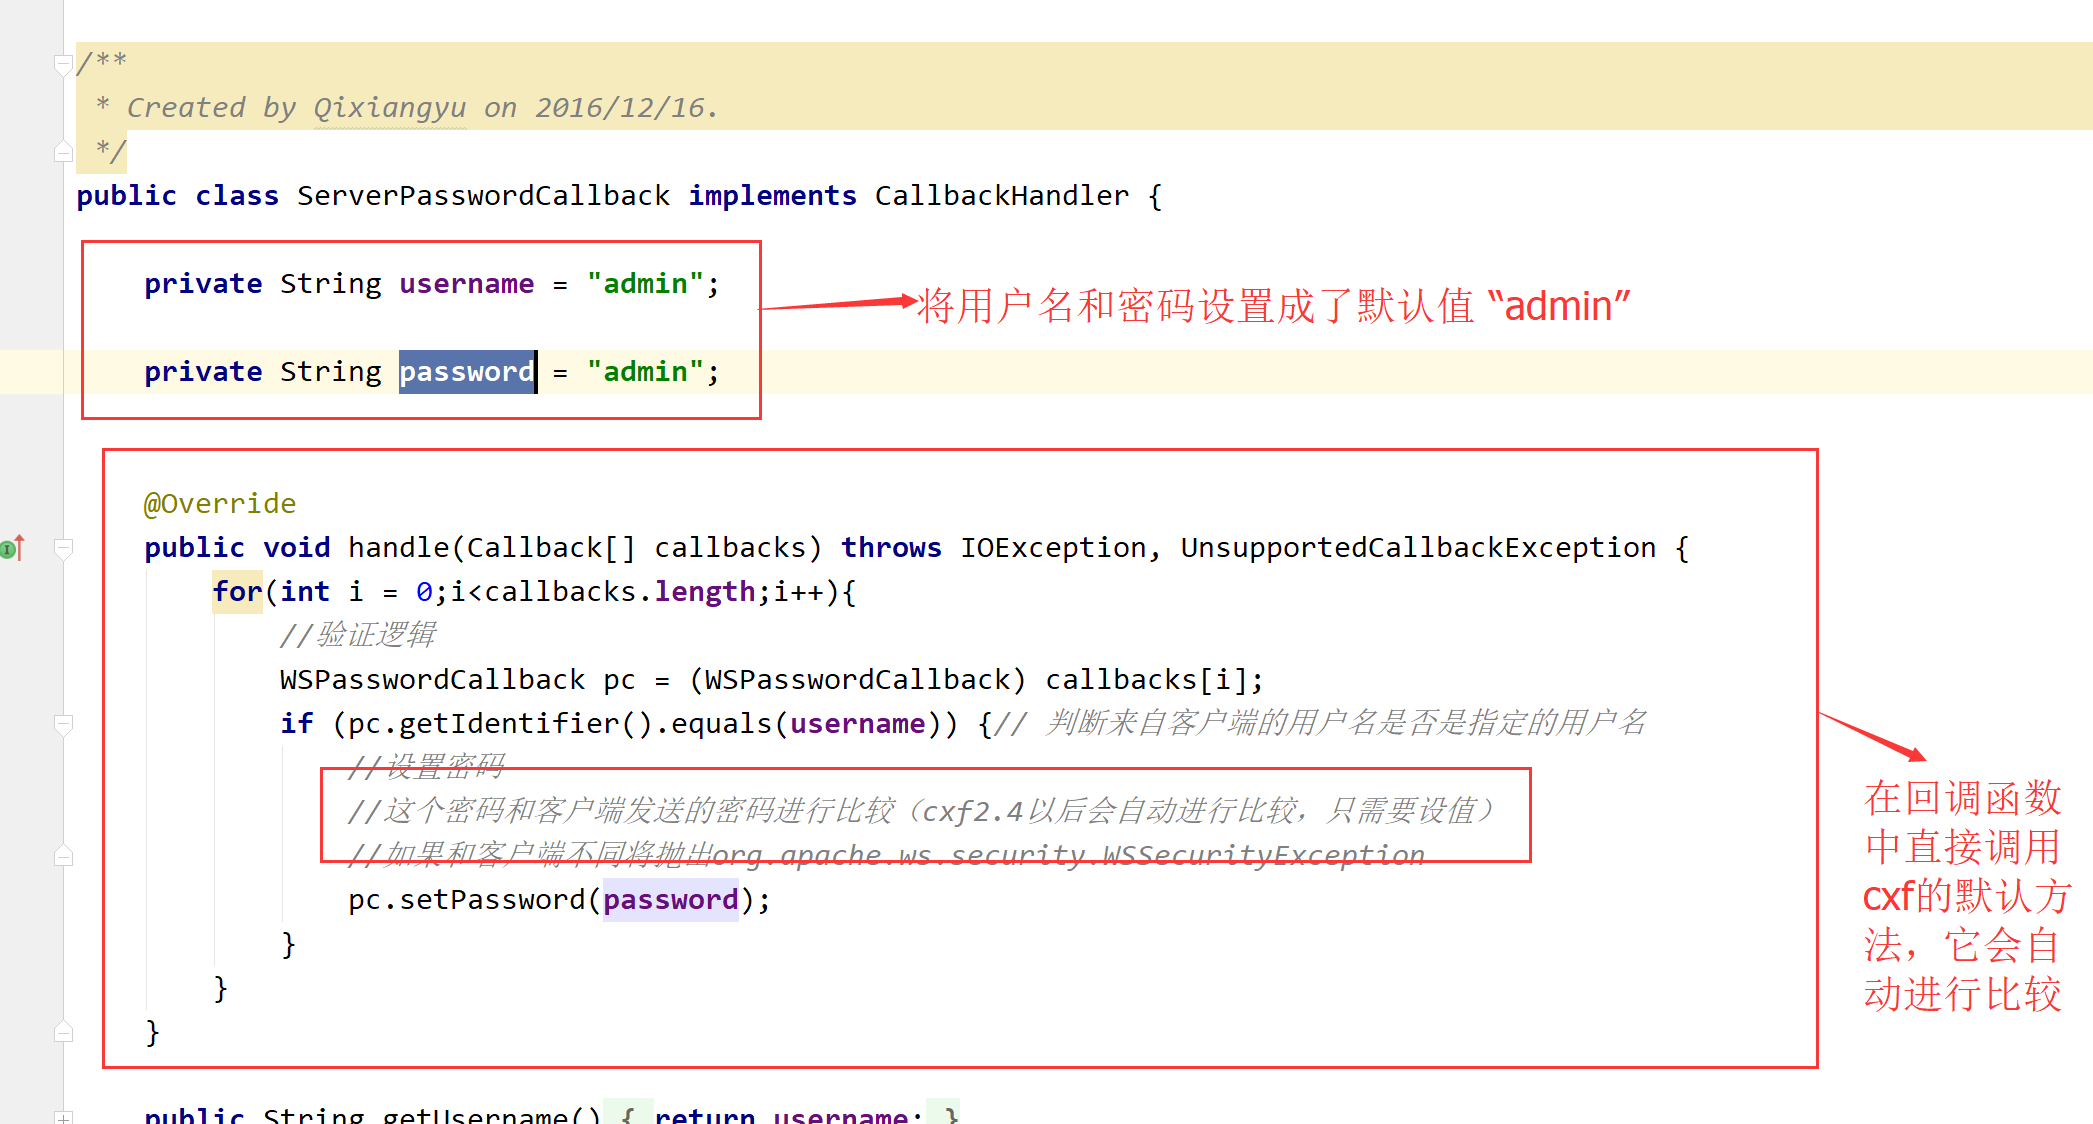 /**
* Created by Qixiangyu on 2016/12/16.
*/
public class ServerPasswordCallback implements CallbackHandler {
private String username = "admin";
将用户名和密码设置成了默认值 “admin”
private String password = "admin";
@Override
public void handle(Callback[] callbacks) throws IOException, UnsupportedCallbackException {
for(int i = 0;i<callbacks.length;i++){
//验证逻辑
WSPasswordCallback pc = (WSPasswordCallback) callbacks[i];
if (pc.getIdentifier().equals(username)) {// 判断来自客户端的用户名是否是指定的用户名
//设置密码
//这个密码和客户端发送的密码进行比较（cxf2.4以后会自动进行比较，只需要设值）
//如果和客户端不同将抛出org.apache.ws.security.WSSecurityException
pc.setPassword(password);
}
}
}
在回调函数
中直接调用
cxf的默认方
法，它会自
动进行比较
public String getUsername() { return username; }